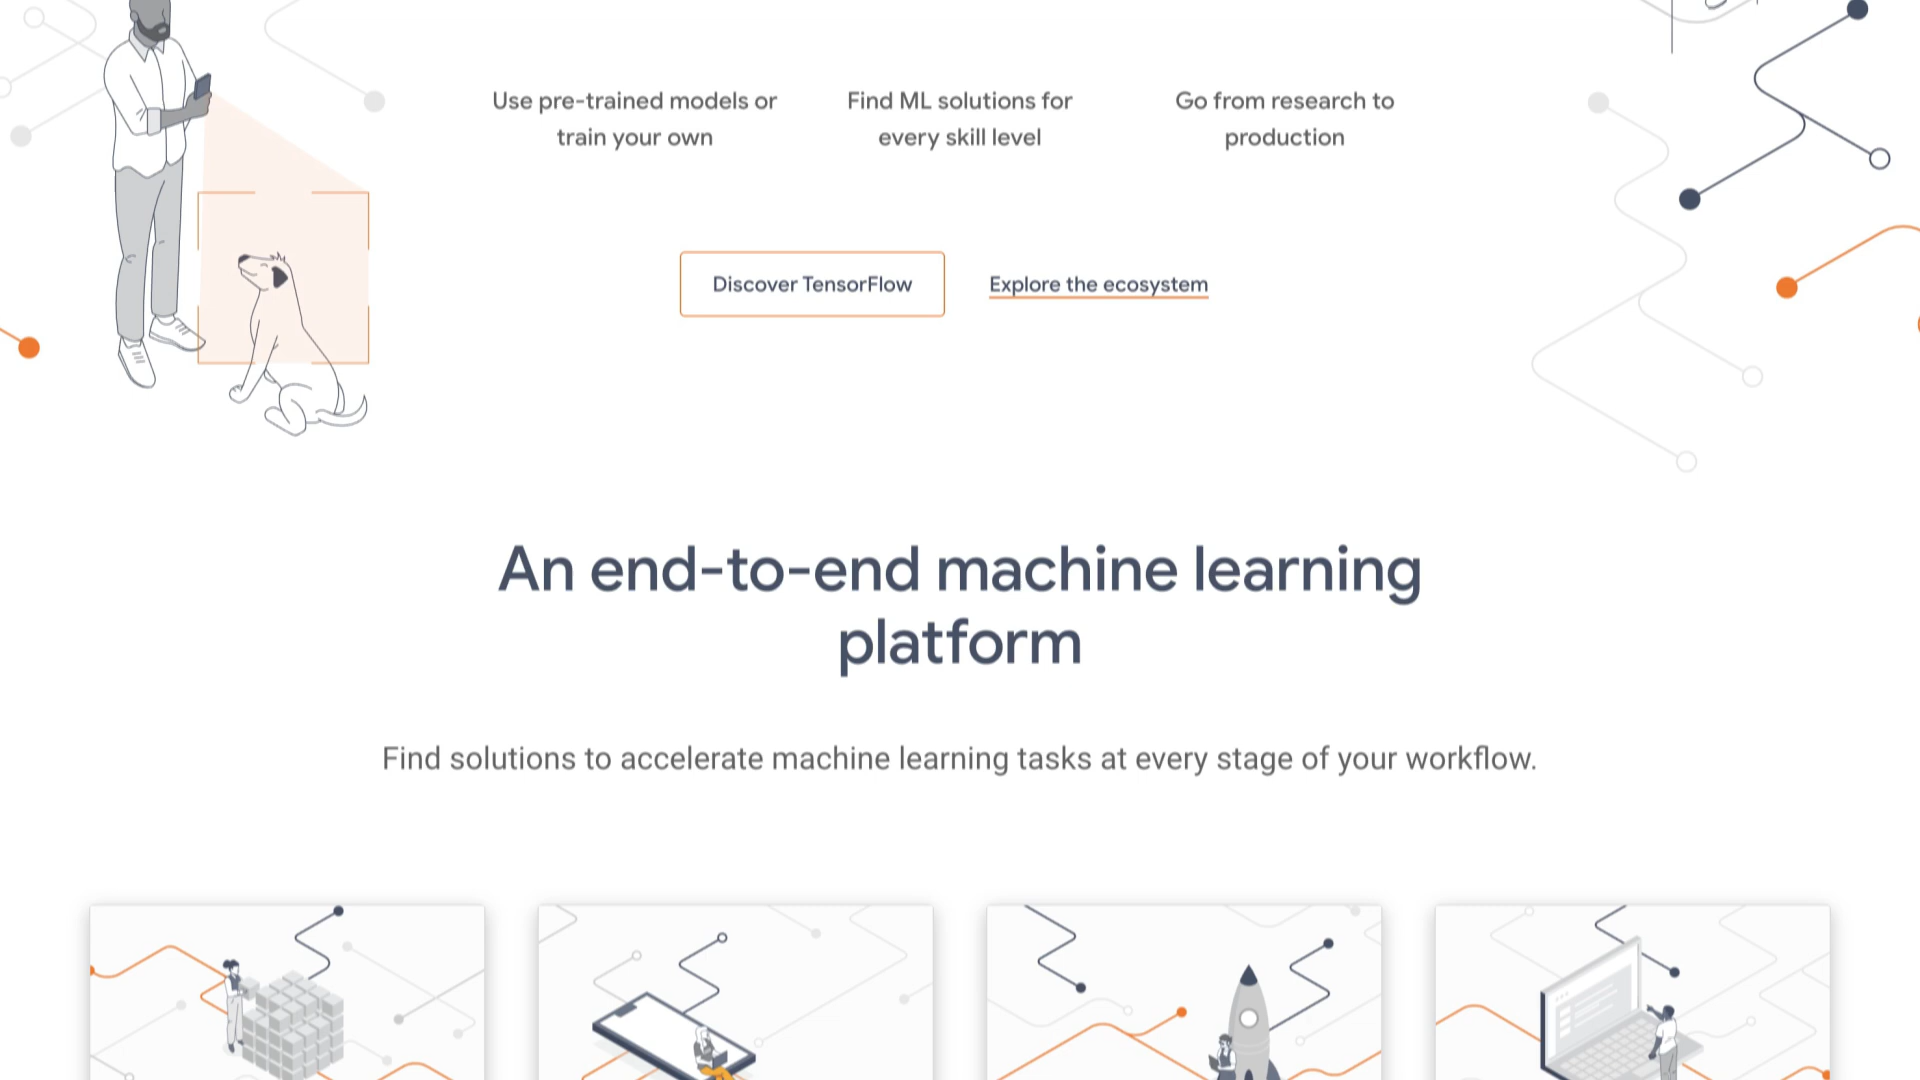 Use pre-trained models or
train your own
Find ML solutions for
every skill level
Go from research to
production
Discover TensorFlow
Explore the ecosystem
An end-to-end machine learning
platform
Find solutions to accelerate machine learning tasks at every stage of your workflow.